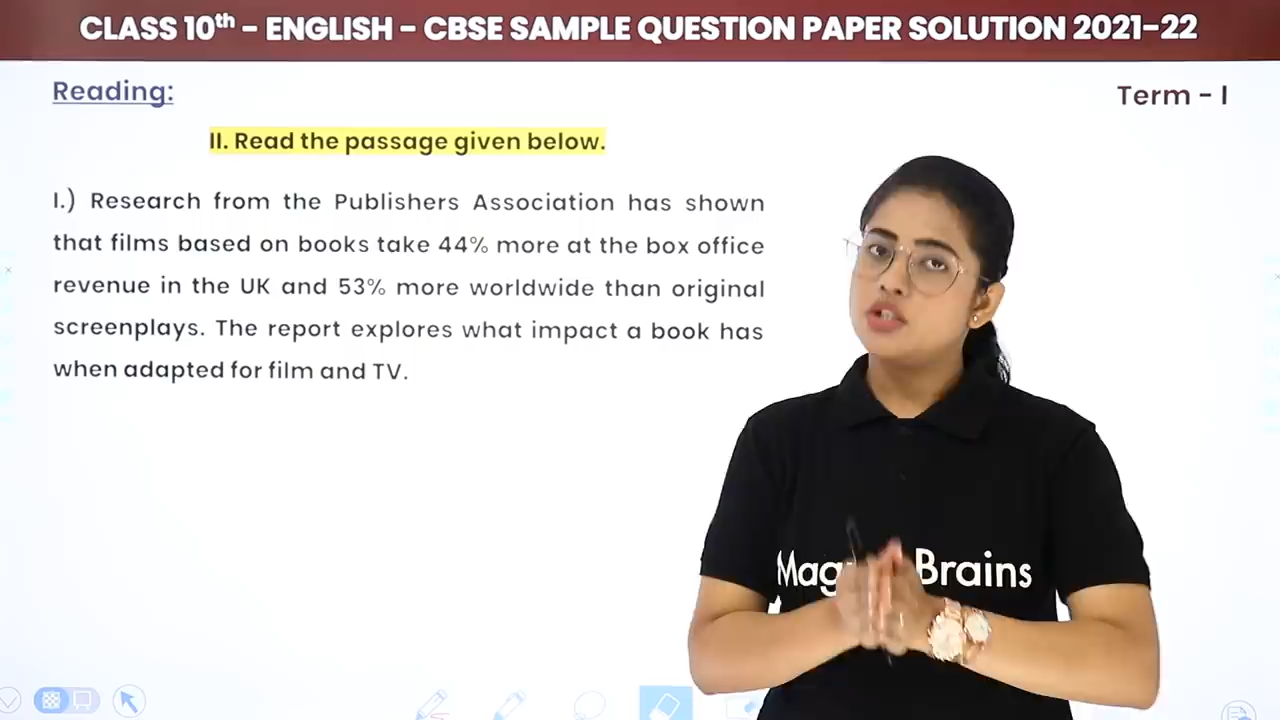 CLASS 10th - ENGLISH - CBSE SAMPLE QUESTION PAPER SOLUTION 2021-22
Reading:
Term - I
II. Read the passage given below.
I.) Research from the Publishers Association has shown
that films based on books take 44% more at the box office
revenue in the UK and 53% more worldwide than original
screenplays. The report explores what impact a book has
when adapted for film and TV.
Brains